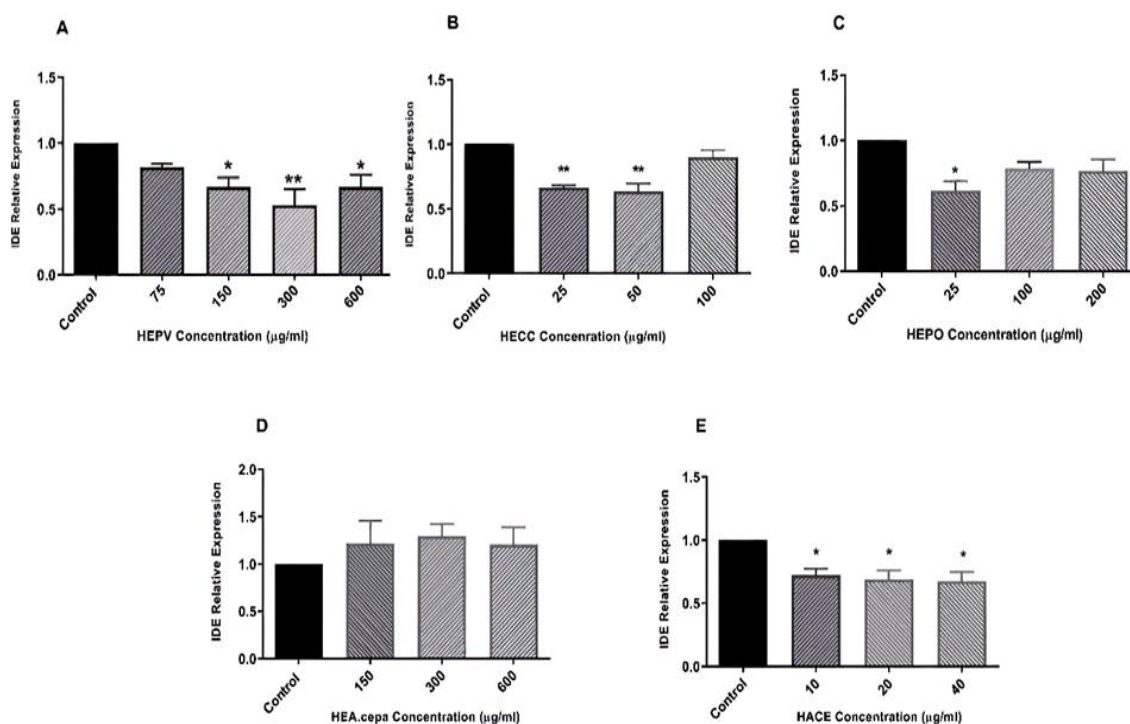 A
IDE Relative Expression
1.5
1.0
0.5
0.0
*
**
*
Control
75
150
300
600
HEPV Concentration (µg/ml)
B
IDE Relative Expression
1.5
1.0
0.5
0.0
**
**
Control
25
50
100
HECC Concenration (µg/ml)
C
IDE Relative Expression
1.5
1.0
0.5
0.0
*
Control
25
100
200
HEPO Concentration (µg/ml)
D
IDE Relative Expression
2.0
1.5
1.0
0.5
0.0
Control
150
300
600
HEA.cepa Concentration (µg/ml)
E
IDE Relative Expression
1.5
1.0
0.5
0.0
*
*
*
Control
10
20
40
HACE Concentration (µg/ml)